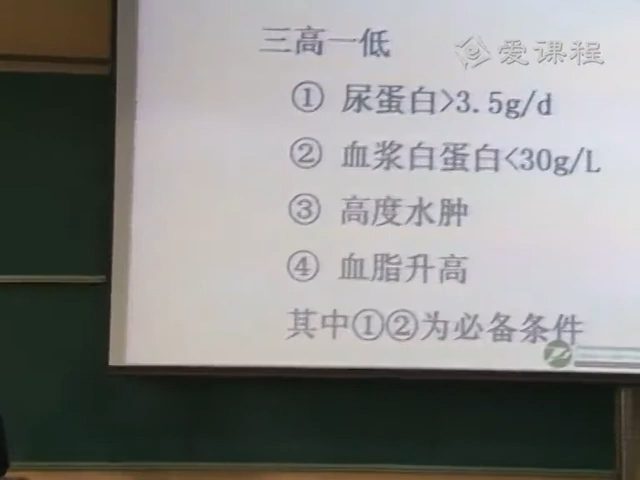 三高一低
爱课程
① 尿蛋白>3.5g/d
② 血浆白蛋白<30g/L
③ 高度水肿
④ 血脂升高
其中①②为必备条件